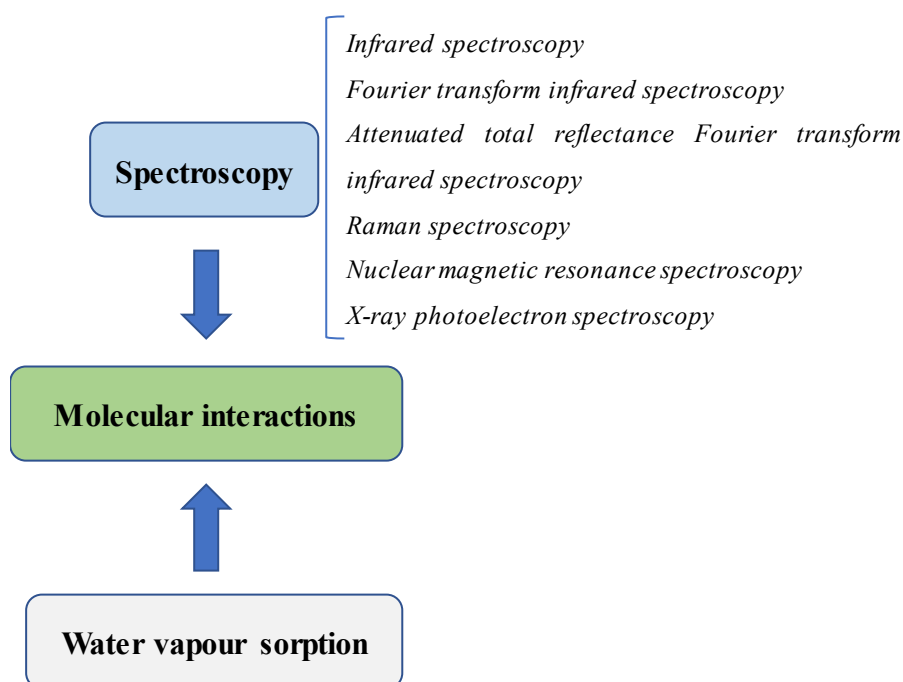 Infrared spectroscopy
Fourier transform infrared spectroscopy
Attenuated total reflectance Fourier transform
infrared spectroscopy
Raman spectroscopy
Nuclear magnetic resonance spectroscopy
X-ray photoelectron spectroscopy
Spectroscopy
Molecular interactions
Water vapour sorption